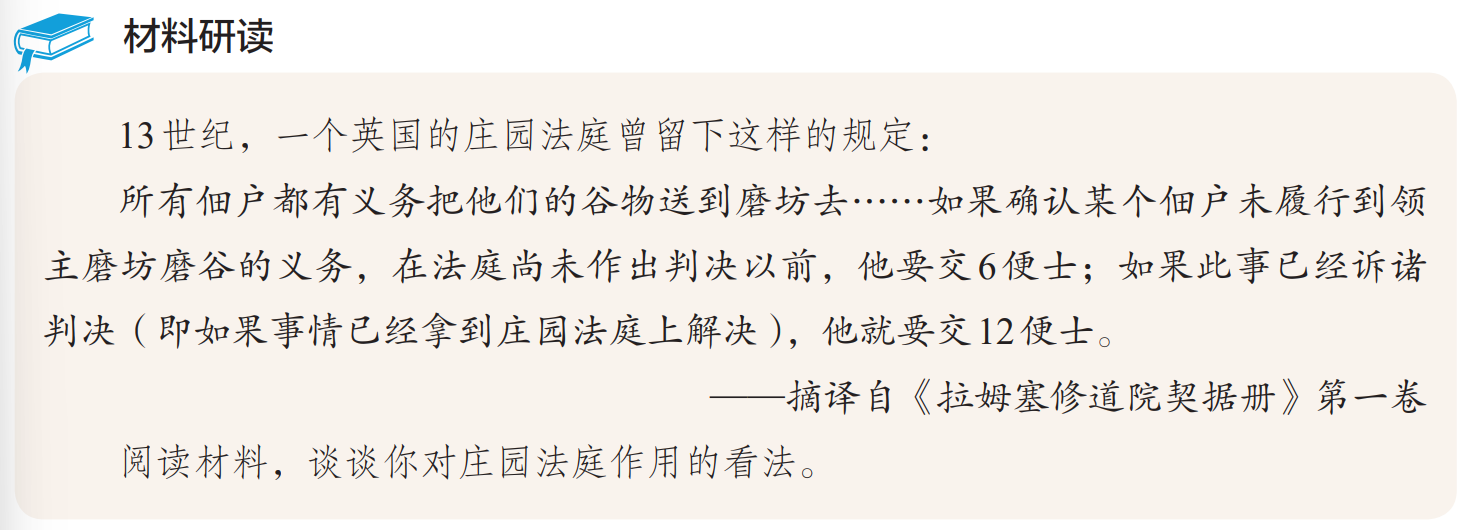 材料研读
13世纪，一个英国的庄园法庭曾留下这样的规定：
所有佃户都有义务把他们的谷物送到磨坊去……如果确认某个佃户未履行到领
主磨坊磨谷的义务，在法庭尚未作出判决以前，他要交6便士；如果此事已经诉诸
判决（即如果事情已经拿到庄园法庭上解决），他就要交12便士。
——摘译自《拉姆塞修道院契据册》第一卷
阅读材料，谈谈你对庄园法庭作用的看法。